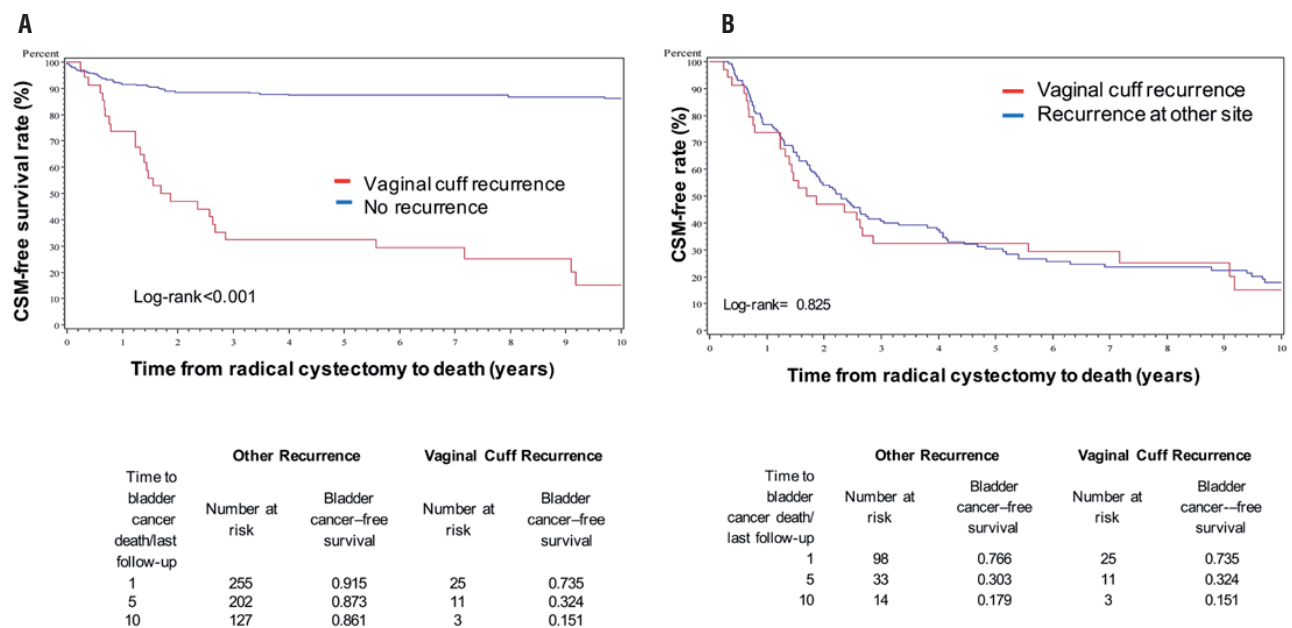 A
Percent
100
90
80
70
60
50
40
30
20
10
0
CSM-free survival rate (%)
Vaginal cuff recurrence
No recurrence
Log-rank<0.001
0 1 2 3 4 5 6 7 8 9 10
Time from radical cystectomy to death (years)
Other Recurrence Vaginal Cuff Recurrence
Time to
bladder
cancer
death/last
follow-up
Number at
risk
Bladder
cancer–free
survival
Number at
risk
Bladder
cancer–free
survival
1 255 0.915 25 0.735
5 202 0.873 11 0.324
10 127 0.861 3 0.151
B
Percent
100
90
80
70
60
50
40
30
20
10
0
CSM-free rate (%)
Vaginal cuff recurrence
Recurrence at other site
Log-rank= 0.825
0 1 2 3 4 5 6 7 8 9 10
Time from radical cystectomy to death (years)
Other Recurrence Vaginal Cuff Recurrence
Time to
bladder
cancer death/
last follow-up
Number at
risk
Bladder
cancer–free
survival
Number at
risk
Bladder
cancer-–free
survival
1 98 0.766 25 0.735
5 33 0.303 11 0.324
10 14 0.179 3 0.151